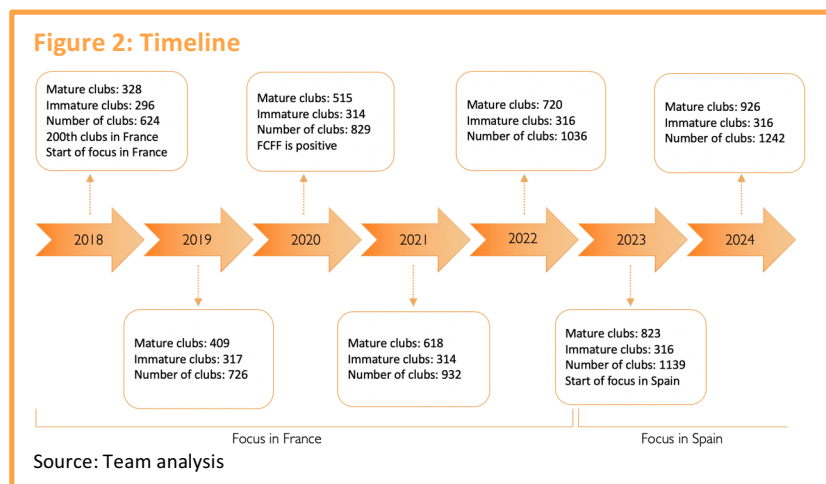 Figure 2: Timeline
Mature clubs: 328
Immature clubs: 296
Number of clubs: 624
200th clubs in France
Start of focus in France
Mature clubs: 515
Immature clubs: 314
Number of clubs: 829
FCFF is positive
Mature clubs: 720
Immature clubs: 316
Number of clubs: 1036
Mature clubs: 926
Immature clubs: 316
Number of clubs: 1242
2018
2019
2020
2021
2022
2023
2024
Mature clubs: 409
Immature clubs: 317
Number of clubs: 726
Mature clubs: 618
Immature clubs: 314
Number of clubs: 932
Mature clubs: 823
Immature clubs: 316
Number of clubs: 1139
Start of focus in Spain
Focus in France
Focus in Spain
Source: Team analysis